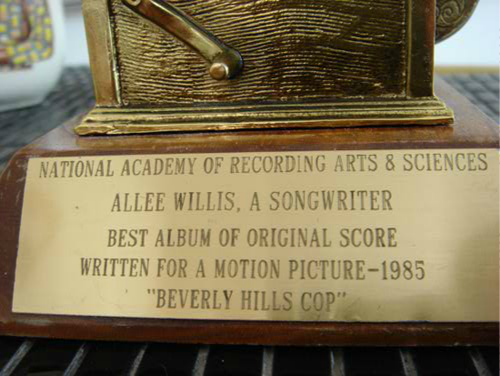 NATIONAL ACADEMY OF RECORDING ARTS & SCIENCES
ALLEE WILLIS, A SONGWRITER
BEST ALBUM OF ORIGINAL SCORE
WRITTEN FOR A MOTION PICTURE-1985
"BEVERLY HILLS COP"